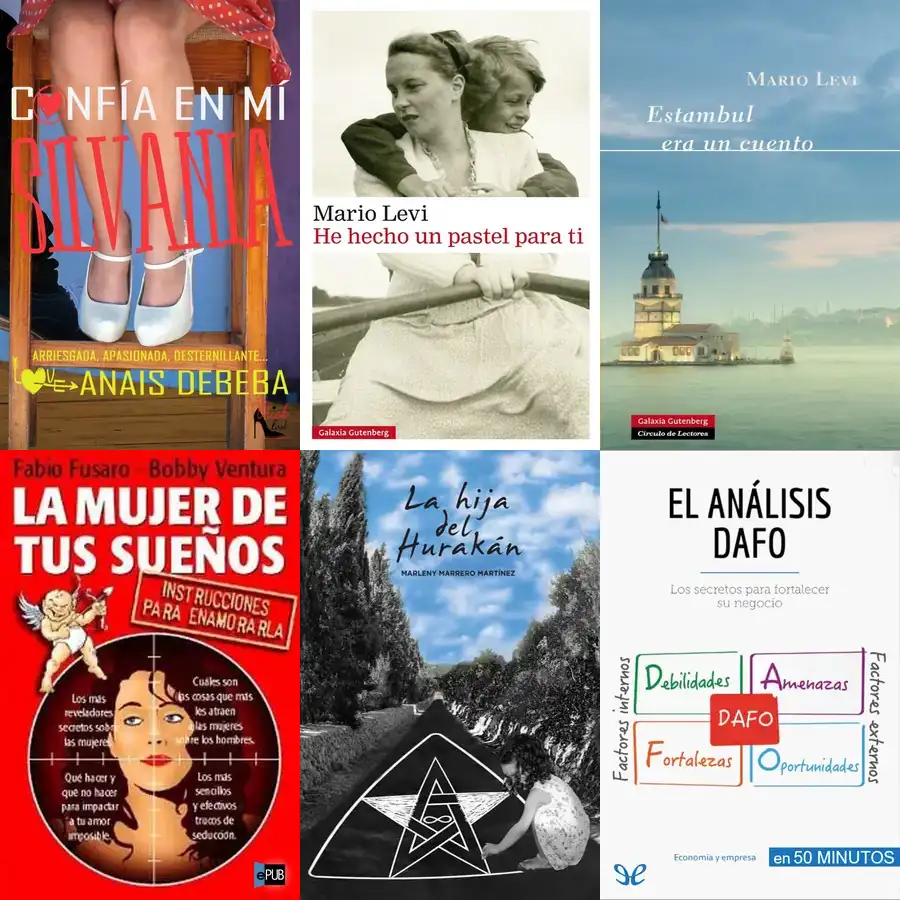 CONFÍA EN MÍ
SILVANIA
ARRIESGADA, APASIONADA, DESTERNILLANTE...
LOVE
ANAIS DEBEBA
Mario Levi
He hecho un pastel para ti
Galaxia Gutenberg
MARIO LEVI
Estambul
era un cuento
Galaxia Gutenberg
Círculo de Lectores
Fabio Fusaro - Bobby Ventura
LA MUJER DE
TUS SUEÑOS
INSTRUCCIONES
PARA ENAMORARLA
Los más
reveladores
secretos sobre
las mujeres
Cuáles son
las cosas que más
les atraen
a las mujeres
sobre los hombres.
Qué hacer y
qué no hacer
para impactar
a tu amor
imposible.
Los más
sencillos
y efectivos
trucos de
seducción.
ePUB
La hija
del
Hurakán
MARLENY MARRERO MARTÍNEZ
EL ANÁLISIS
DAFO
Los secretos para fortalecer
su negocio
Factores internos
Debilidades
Amenazas
DAFO
Fortalezas
Oportunidades
Factores externos
Economía y empresa
en 50 MINUTOS